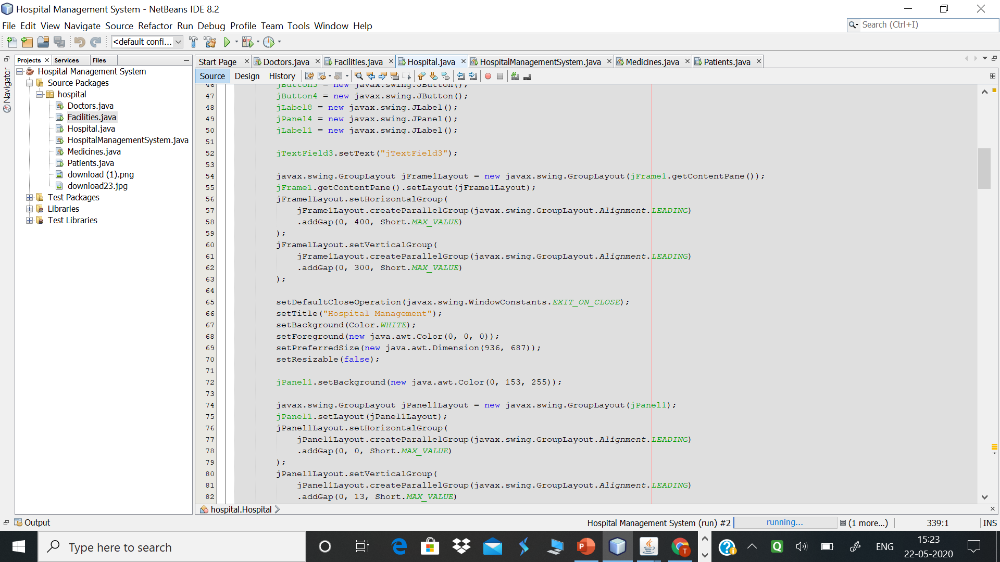 Hospital Management System - NetBeans IDE 8.2
File Edit View Navigate Source Refactor Run Debug Profile Team Tools Window Help
Search (Ctrl+I)
<default confi...
Projects Services Files
Navigator
Hospital Management System
Source Packages
hospital
Doctors.java
Facilities.java
Hospital.java
HospitalManagementSystem.java
Medicines.java
Patients.java
download (1).png
download23.jpg
Test Packages
Libraries
Test Libraries
Start Page Doctors.java Facilities.java Hospital.java HospitalManagementSystem.java Medicines.java Patients.java
Source Design History
46 jButton3 = new javax.swing.JButton();
47 jButton4 = new javax.swing.JButton();
48 jLabel8 = new javax.swing.JLabel();
49 jPanel4 = new javax.swing.JPanel();
50 jLabel1 = new javax.swing.JLabel();
51
52 jTextField3.setText("jTextField3");
53
54 javax.swing.GroupLayout jFrame1Layout = new javax.swing.GroupLayout(jFrame1.getContentPane());
55 jFrame1.getContentPane().setLayout(jFrame1Layout);
56 jFrame1Layout.setHorizontalGroup(
57 jFrame1Layout.createParallelGroup(javax.swing.GroupLayout.Alignment.LEADING)
58 .addGap(0, 400, Short.MAX_VALUE)
59 );
60 jFrame1Layout.setVerticalGroup(
61 jFrame1Layout.createParallelGroup(javax.swing.GroupLayout.Alignment.LEADING)
62 .addGap(0, 300, Short.MAX_VALUE)
63 );
64
65 setDefaultCloseOperation(javax.swing.WindowConstants.EXIT_ON_CLOSE);
66 setTitle("Hospital Management");
67 setBackground(Color.WHITE);
68 setForeground(new java.awt.Color(0, 0, 0));
69 setPreferredSize(new java.awt.Dimension(936, 687));
70 setResizable(false);
71
72 jPanel1.setBackground(new java.awt.Color(0, 153, 255));
73
74 javax.swing.GroupLayout jPanel1Layout = new javax.swing.GroupLayout(jPanel1);
75 jPanel1.setLayout(jPanel1Layout);
76 jPanel1Layout.setHorizontalGroup(
77 jPanel1Layout.createParallelGroup(javax.swing.GroupLayout.Alignment.LEADING)
78 .addGap(0, 0, Short.MAX_VALUE)
79 );
80 jPanel1Layout.setVerticalGroup(
81 jPanel1Layout.createParallelGroup(javax.swing.GroupLayout.Alignment.LEADING)
82 .addGap(0, 13, Short.MAX_VALUE)
hospital.Hospital
Output
Hospital Management System (run) #2 running... (1 more...) 339:1 INS
Type here to search
ENG
15:23
22-05-2020